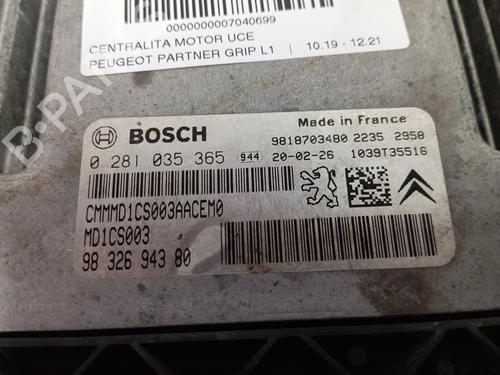 0000000007040699
CENTRALITA MOTOR UCE
PEUGEOT PARTNER GRIP L1 | 10.19 - 12.21
B-PA
BOSCH
Made in France
9818703480 2235 2958
0 281 035 365 944 20-02-26 1039T35516
CMMMD1CS003AACEM0
MD1CS003
98 326 943 80